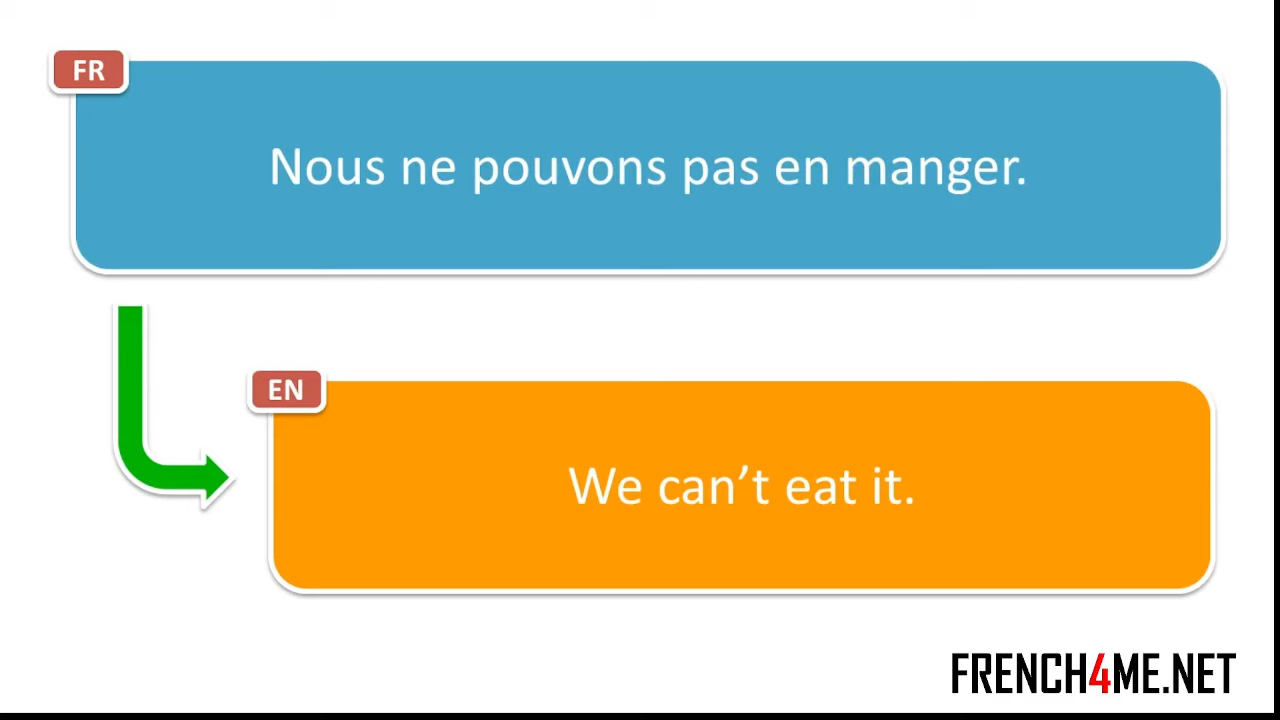 FR
Nous ne pouvons pas en manger.
EN
We can’t eat it.
FRENCH4ME.NET